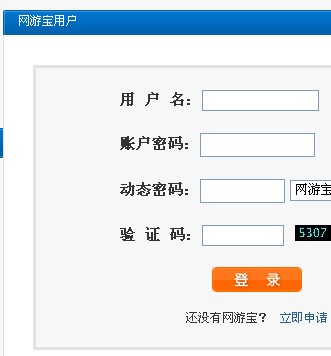 网游宝用户
用 户 名：
账户密码：
动态密码： 网游宝
验 证 码： 5307
登 录
还没有网游宝？ 立即申请